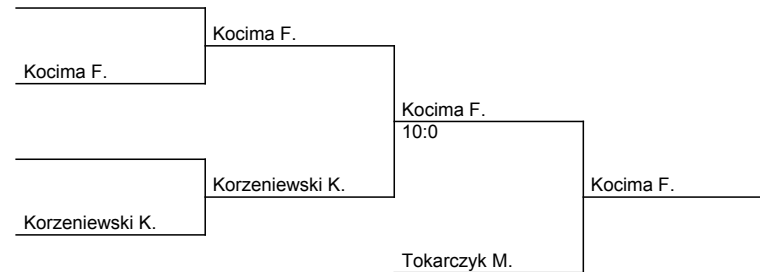 Kocima F.
Kocima F.
Kocima F.
10:0
Korzeniewski K.
Kocima F.
Korzeniewski K.
Tokarczyk M.